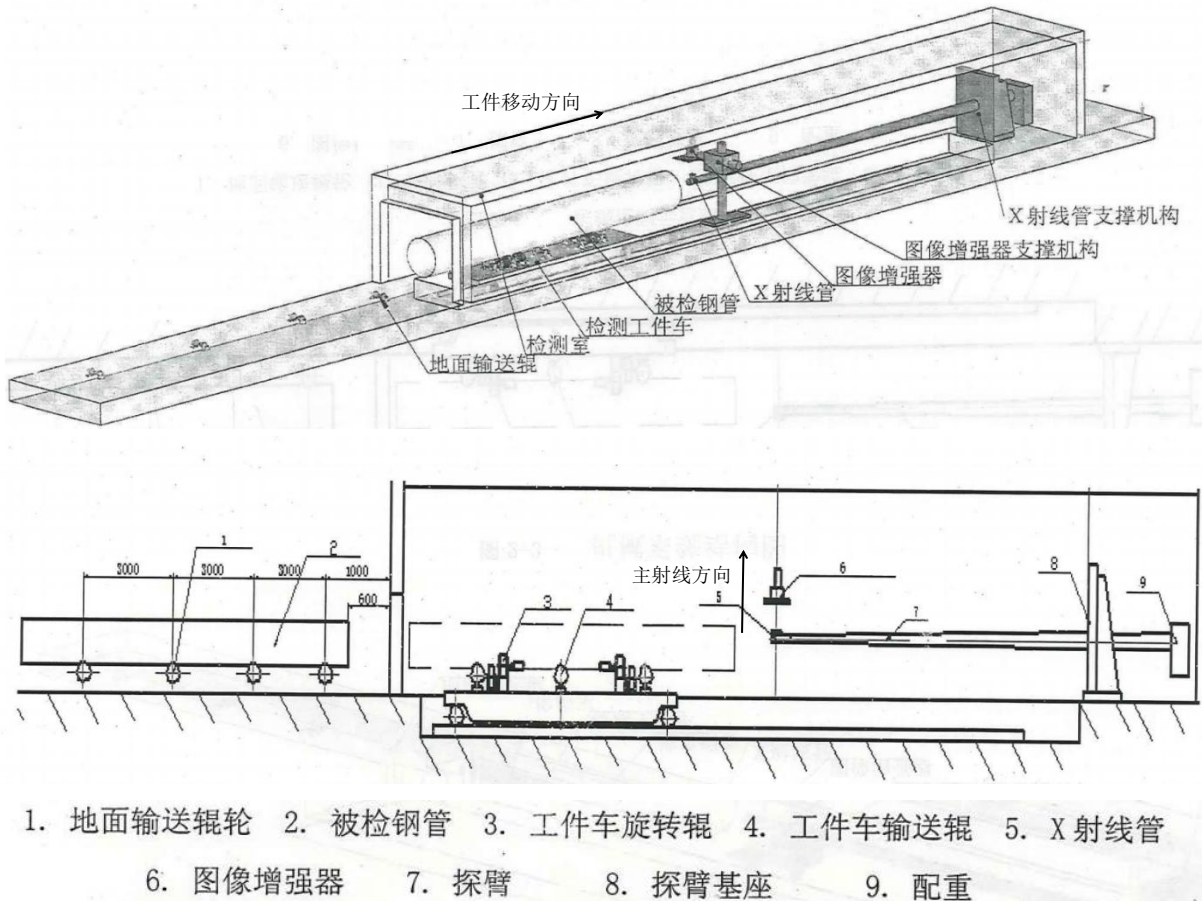 工件移动方向
r
X射线管支撑机构
图像增强器支撑机构
图像增强器
X射线管
被检钢管
检测工件车
检测室
地面输送辊
1
2
3000
3000
3000
1000
600
主射线方向
3
4
5
6
7
8
9
1. 地面输送辊轮 2. 被检钢管 3. 工件车旋转辊 4. 工件车输送辊 5. X射线管
6. 图像增强器 7. 探臂 8. 探臂基座 9. 配重